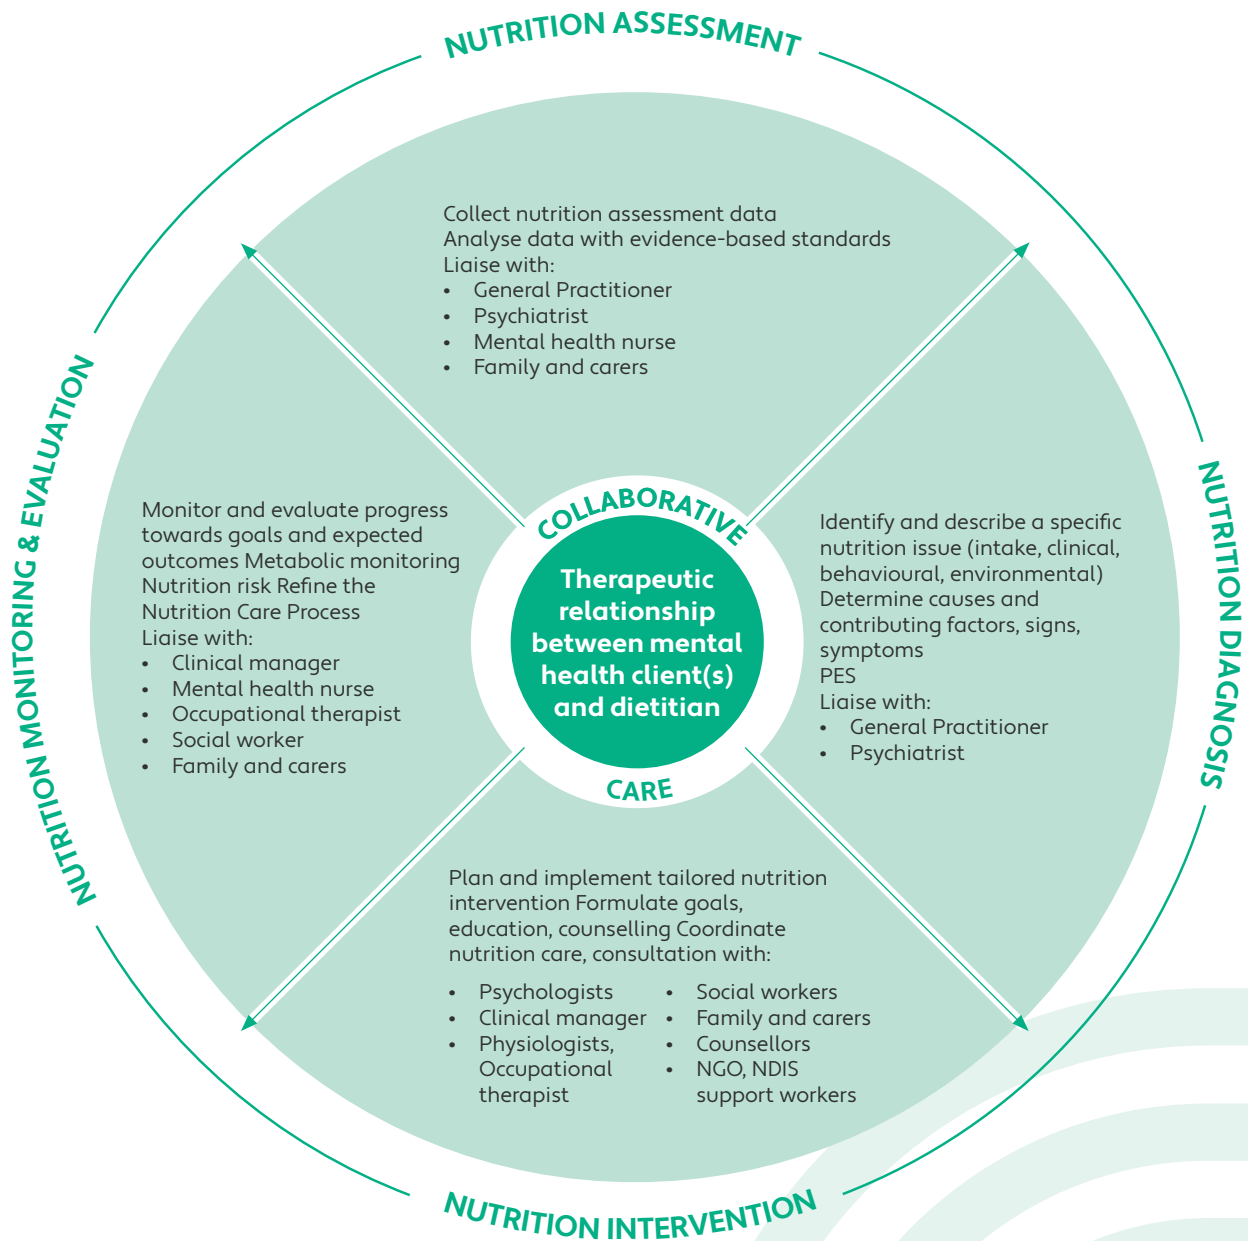 NUTRITION ASSESSMENT
Collect nutrition assessment data
Analyse data with evidence-based standards
Liaise with:
• General Practitioner
• Psychiatrist
• Mental health nurse
• Family and carers
NUTRITION DIAGNOSIS
Identify and describe a specific
nutrition issue (intake, clinical,
behavioural, environmental)
Determine causes and
contributing factors, signs,
symptoms
PES
Liaise with:
• General Practitioner
• Psychiatrist
NUTRITION INTERVENTION
Plan and implement tailored nutrition
intervention Formulate goals,
education, counselling Coordinate
nutrition care, consultation with:
• Psychologists
• Clinical manager
• Physiologists,
Occupational
therapist
• Social workers
• Family and carers
• Counsellors
• NGO, NDIS
support workers
NUTRITION MONITORING & EVALUATION
Monitor and evaluate progress
towards goals and expected
outcomes Metabolic monitoring
Nutrition risk Refine the
Nutrition Care Process
Liaise with:
• Clinical manager
• Mental health nurse
• Occupational therapist
• Social worker
• Family and carers
COLLABORATIVE
Therapeutic
relationship
between mental
health client(s)
and dietitian
CARE